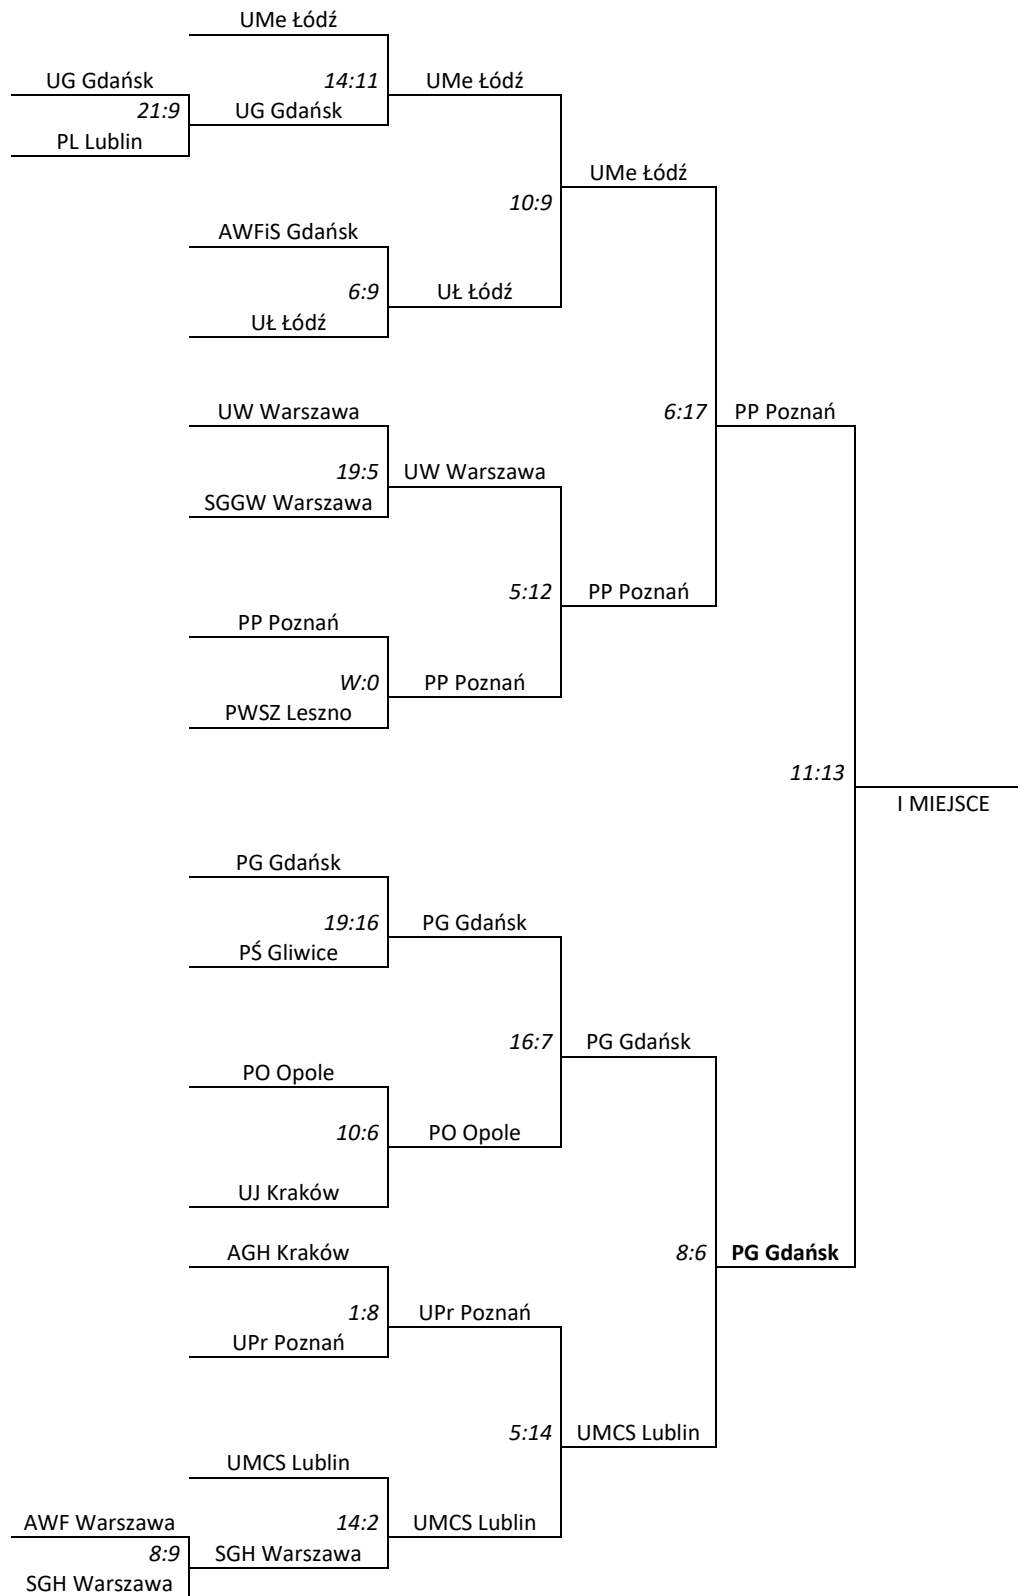 UMe Łódź
UG Gdańsk
14:11
UMe Łódź
21:9
UG Gdańsk
PL Lublin
UMe Łódź
10:9
AWFiS Gdańsk
6:9
UŁ Łódź
UŁ Łódź
UW Warszawa
6:17
PP Poznań
19:5
UW Warszawa
SGGW Warszawa
5:12
PP Poznań
PP Poznań
W:0
PP Poznań
PWSZ Leszno
11:13
I MIEJSCE
PG Gdańsk
19:16
PG Gdańsk
PŚ Gliwice
16:7
PG Gdańsk
PO Opole
10:6
PO Opole
UJ Kraków
AGH Kraków
8:6
PG Gdańsk
1:8
UPr Poznań
UPr Poznań
5:14
UMCS Lublin
UMCS Lublin
AWF Warszawa
14:2
UMCS Lublin
8:9
SGH Warszawa
SGH Warszawa